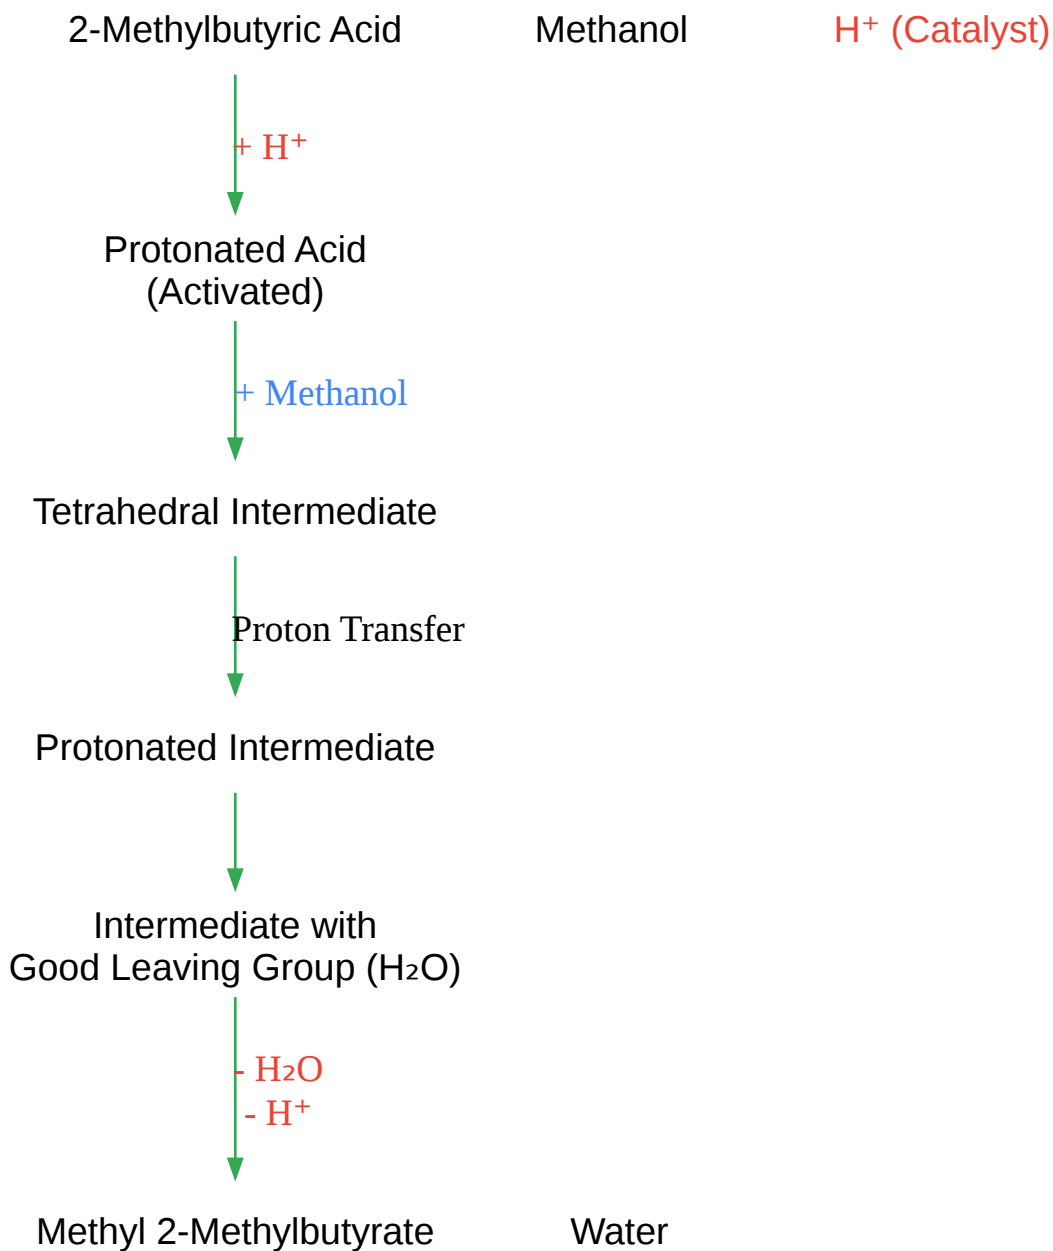 2-Methylbutyric Acid
Methanol
H⁺ (Catalyst)
+ H⁺
Protonated Acid
(Activated)
+ Methanol
Tetrahedral Intermediate
Proton Transfer
Protonated Intermediate
Intermediate with
Good Leaving Group (H₂O)
- H₂O
- H⁺
Methyl 2-Methylbutyrate
Water